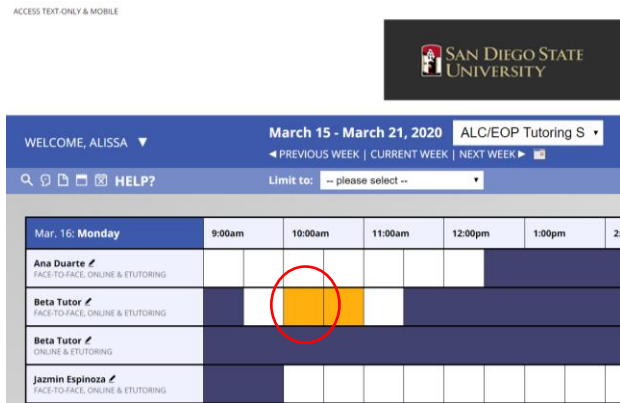 ACCESS TEXT-ONLY & MOBILE
SAN DIEGO STATE
UNIVERSITY
WELCOME, ALISSA ▼
March 15 - March 21, 2020 ALC/EOP Tutoring S
◄ PREVIOUS WEEK | CURRENT WEEK | NEXT WEEK ►
HELP?
Limit to: -- please select --
Mar. 16: Monday 9:00am 10:00am 11:00am 12:00pm 1:00pm 2:
Ana Duarte
FACE-TO-FACE, ONLINE & ETUTORING
Beta Tutor
FACE-TO-FACE, ONLINE & ETUTORING
Beta Tutor
ONLINE & ETUTORING
Jazmin Espinoza
FACE-TO-FACE, ONLINE & ETUTORING